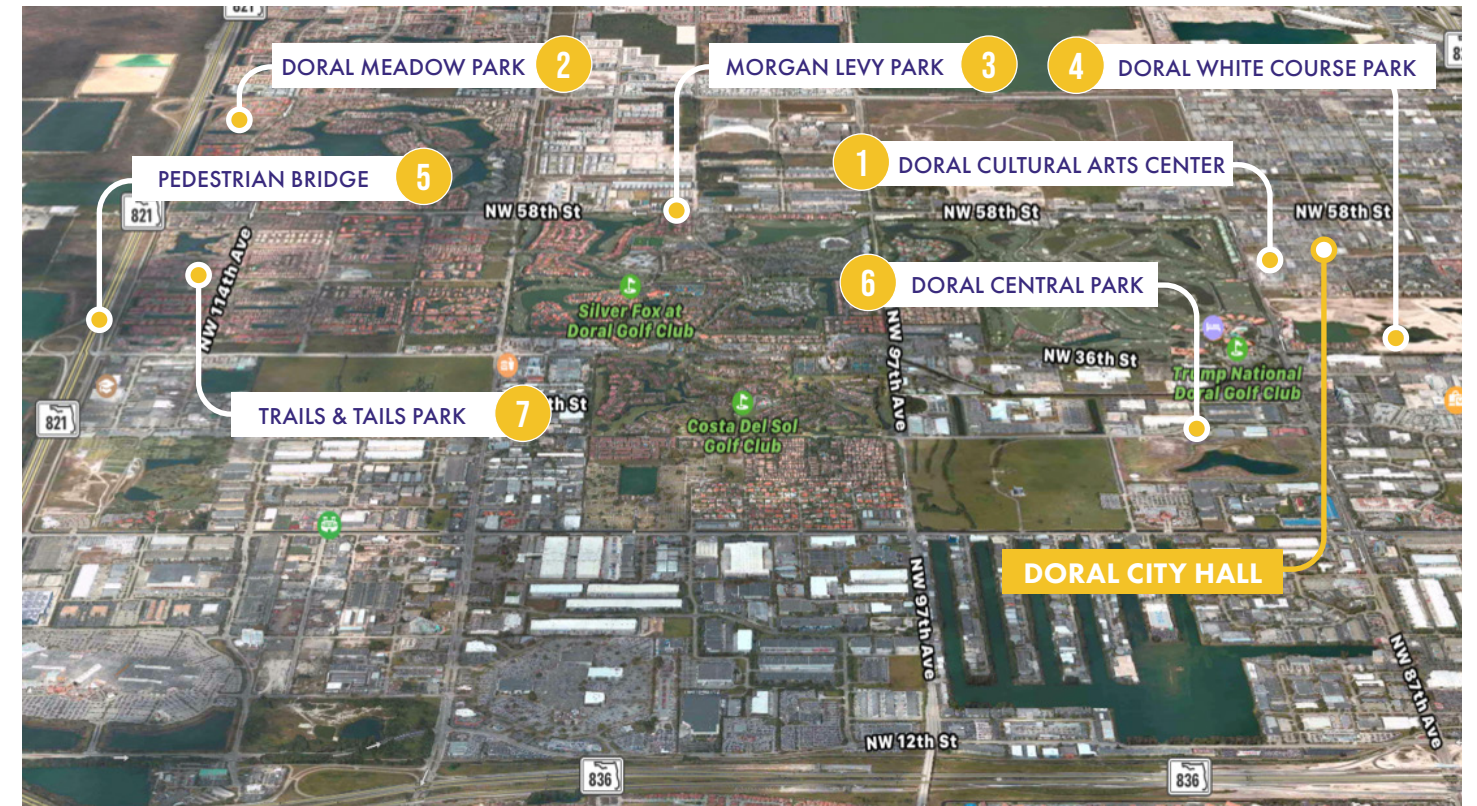 821
DORAL MEADOW PARK 2
MORGAN LEVY PARK 3
4 DORAL WHITE COURSE PARK
1 DORAL CULTURAL ARTS CENTER
PEDESTRIAN BRIDGE 5
821
NW 58th St
NW 58th St
NW 58th St
NW 114th Ave
6 DORAL CENTRAL PARK
Silver Fox at
Doral Golf Club
NW 97th Ave
NW 36th St
Trump National
Doral Golf Club
TRAILS & TAILS PARK 7
th St
821
Costa Del Sol
Golf Club
DORAL CITY HALL
NW 97th Ave
NW 87th Ave
NW 12th St
836
836